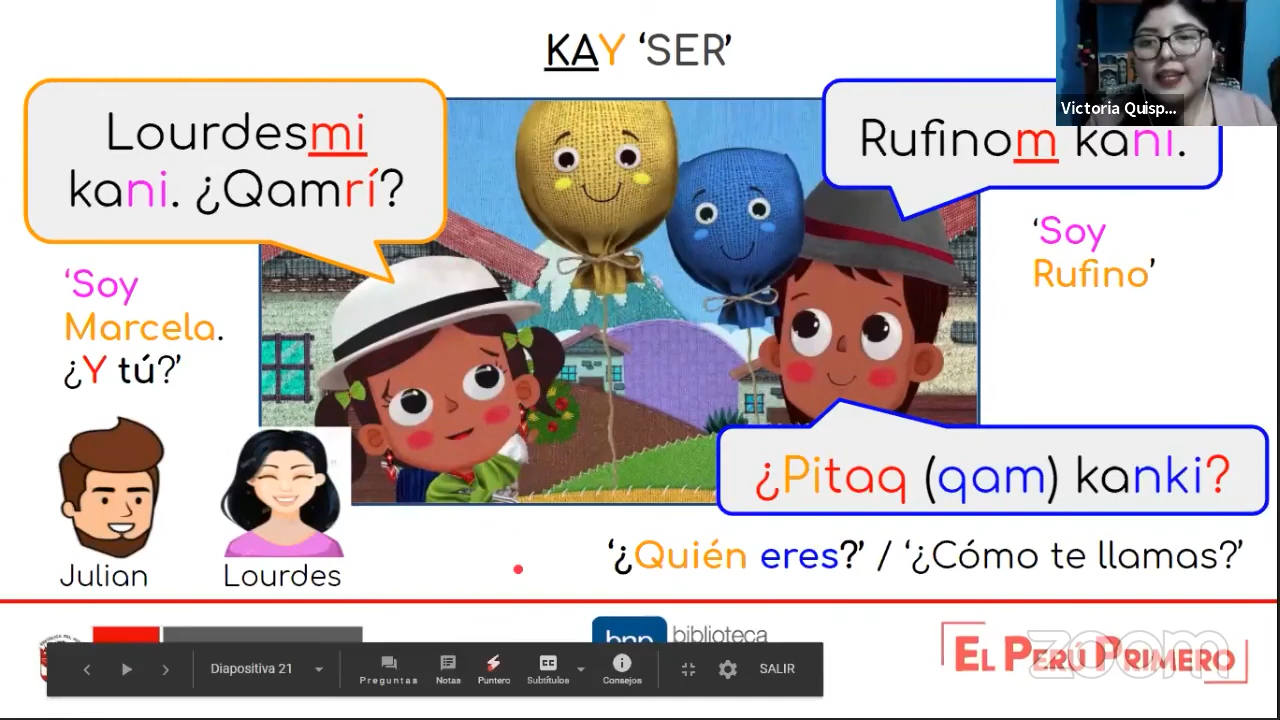 KAY ‘SER’
Victoria Quisp...
Lourdesmi
kani. ¿Qamrí?
Rufinom kani.
‘Soy
Rufino’
‘Soy
Marcela.
¿Y tú?’
¿Pitaq (qam) kanki?
‘¿Quién eres?’ / ‘¿Cómo te llamas?’
Julian
Lourdes
bnp biblioteca
EL PERÚ PRIMERO
zoom
Diapositiva 21
Preguntas
Notas
Puntero
Subtítulos
Consejos
SALIR